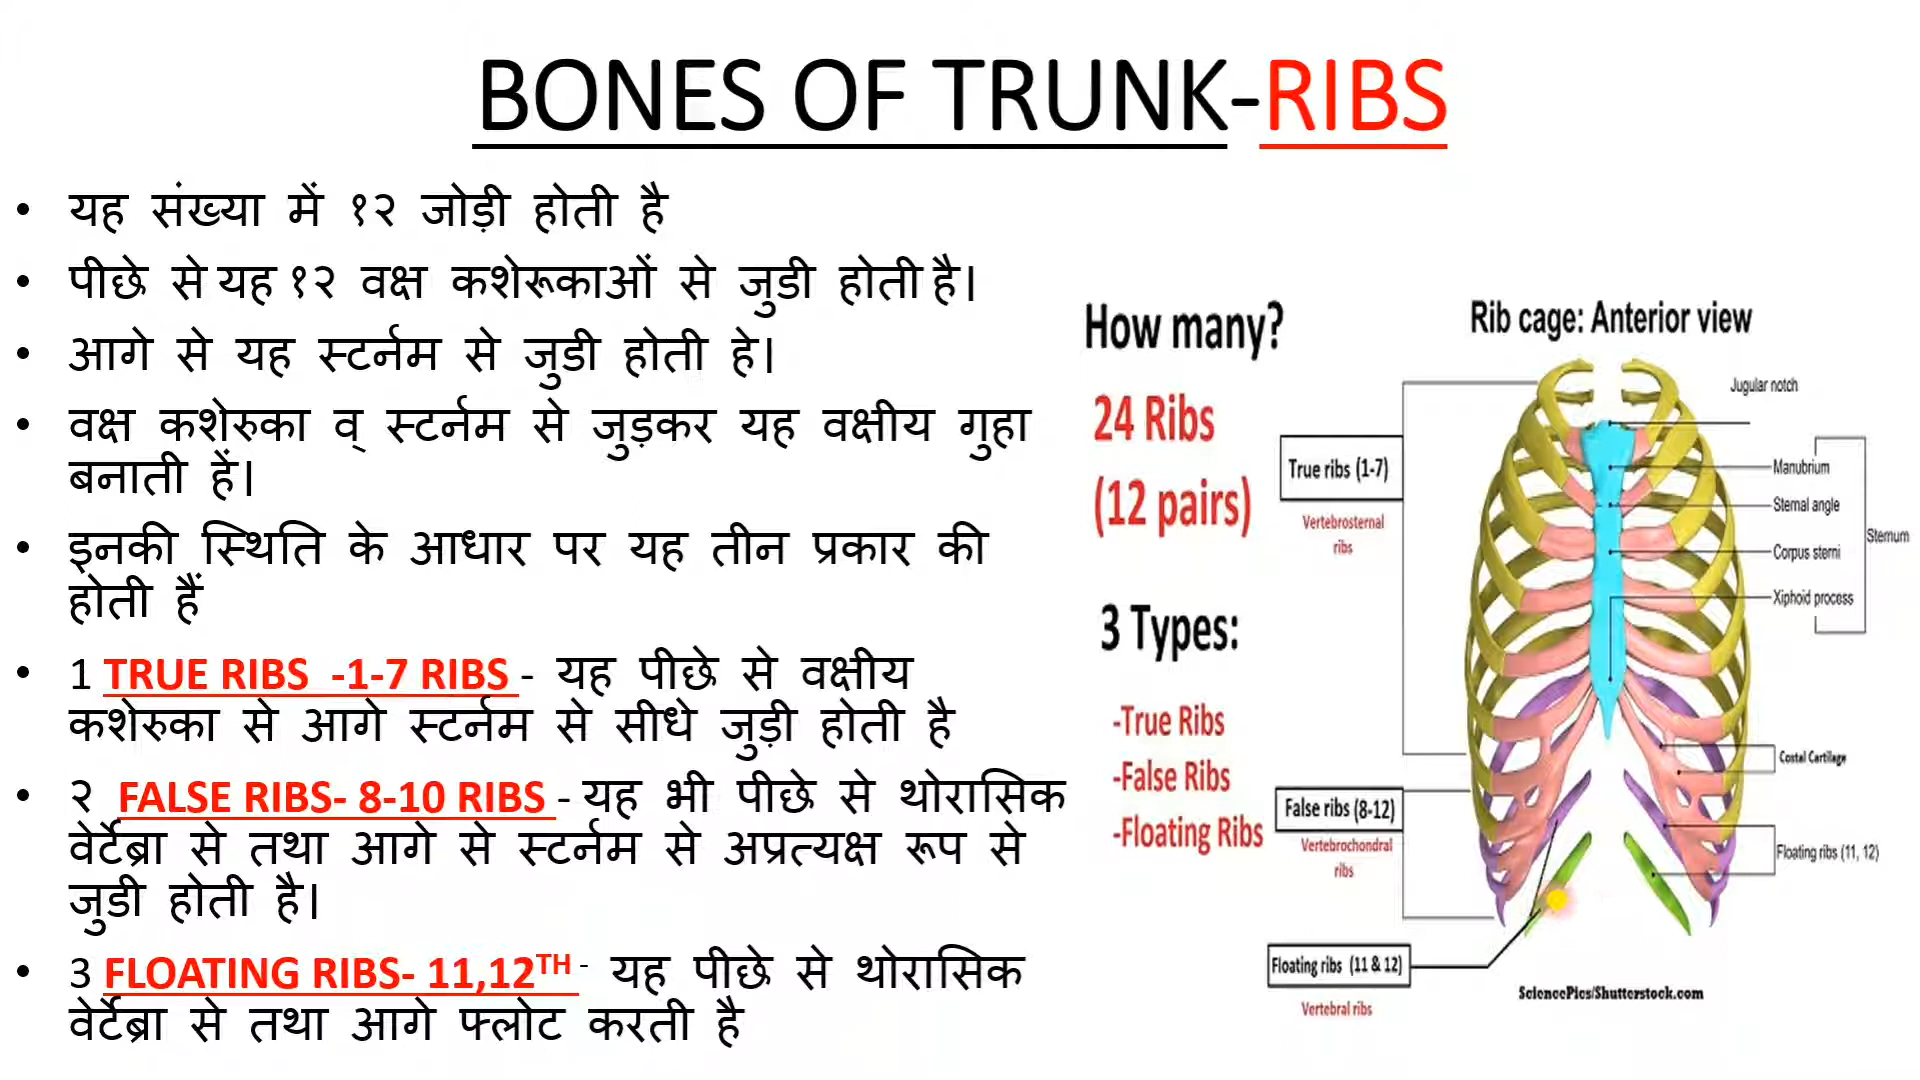 BONES OF TRUNK-RIBS
• यह संख्या में १२ जोड़ी होती है
• पीछे से यह १२ वक्ष कशेरूकाओं से जुडी होती है।
• आगे से यह स्टर्नम से जुडी होती हे।
• वक्ष कशेरुका व् स्टर्नम से जुड़कर यह वक्षीय गुहा
बनाती हें।
• इनकी स्थिति के आधार पर यह तीन प्रकार की
होती हैं
• 1 TRUE RIBS -1-7 RIBS - यह पीछे से वक्षीय
कशेरुका से आगे स्टर्नम से सीधे जुड़ी होती है
• २ FALSE RIBS- 8-10 RIBS - यह भी पीछे से थोरासिक
वेर्टेब्रा से तथा आगे से स्टर्नम से अप्रत्यक्ष रूप से
जुडी होती है।
• 3 FLOATING RIBS- 11,12TH - यह पीछे से थोरासिक
वेर्टेब्रा से तथा आगे फ्लोट करती है
How many?
24 Ribs
(12 pairs)
3 Types:
-True Ribs
-False Ribs
-Floating Ribs
Rib cage: Anterior view
True ribs (1-7)
Vertebrosternal
ribs
False ribs (8-12)
Vertebrochondral
ribs
Floating ribs (11 & 12)
Vertebral ribs
Jugular notch
Manubrium
Sternal angle
Sternum
Corpus sterni
Xiphoid process
Costal Cartilage
Floating ribs (11, 12)
SciencePics/Shutterstock.com